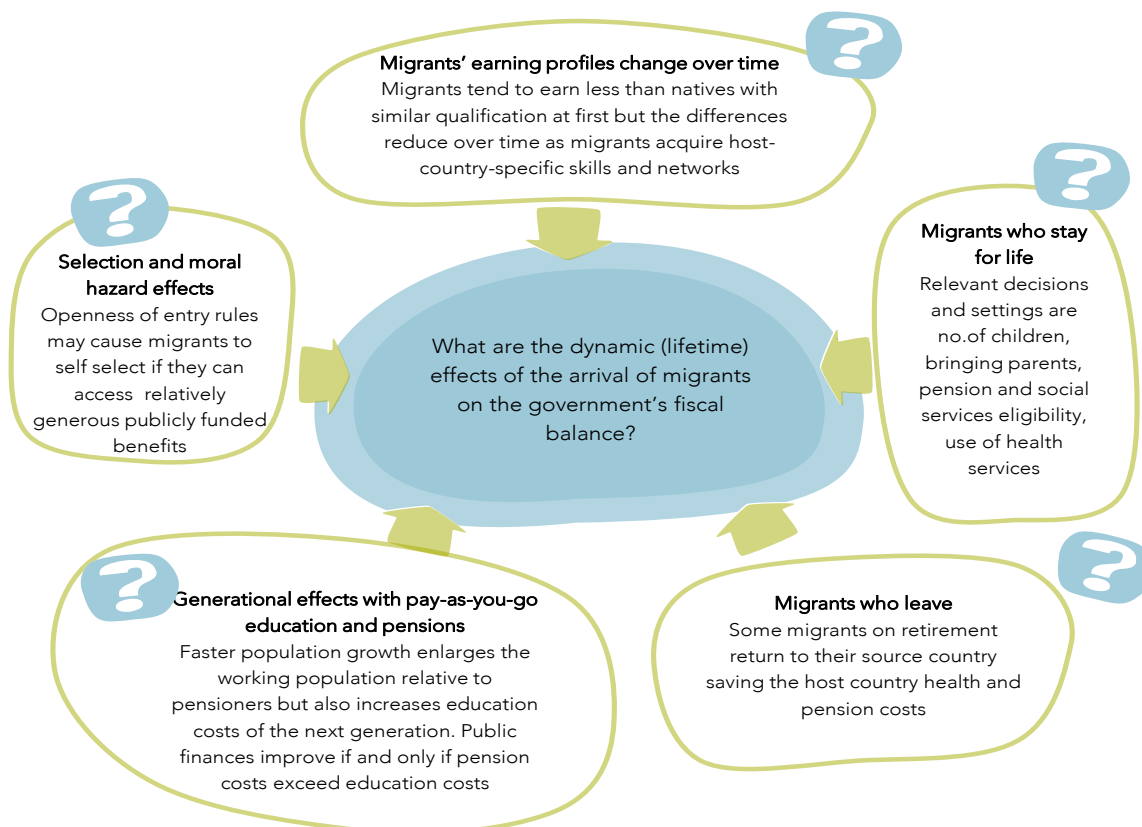 ?
Migrants’ earning profiles change over time
Migrants tend to earn less than natives with
similar qualification at first but the differences
reduce over time as migrants acquire host-
country-specific skills and networks
?
Selection and moral
hazard effects
Openness of entry rules
may cause migrants to
self select if they can
access relatively
generous publicly funded
benefits
What are the dynamic (lifetime)
effects of the arrival of migrants
on the government’s fiscal
balance?
?
Migrants who stay
for life
Relevant decisions
and settings are
no.of children,
bringing parents,
pension and social
services eligibility,
use of health
services
?
Generational effects with pay-as-you-go
education and pensions
Faster population growth enlarges the
working population relative to
pensioners but also increases education
costs of the next generation. Public
finances improve if and only if pension
costs exceed education costs
?
Migrants who leave
Some migrants on retirement
return to their source country
saving the host country health and
pension costs